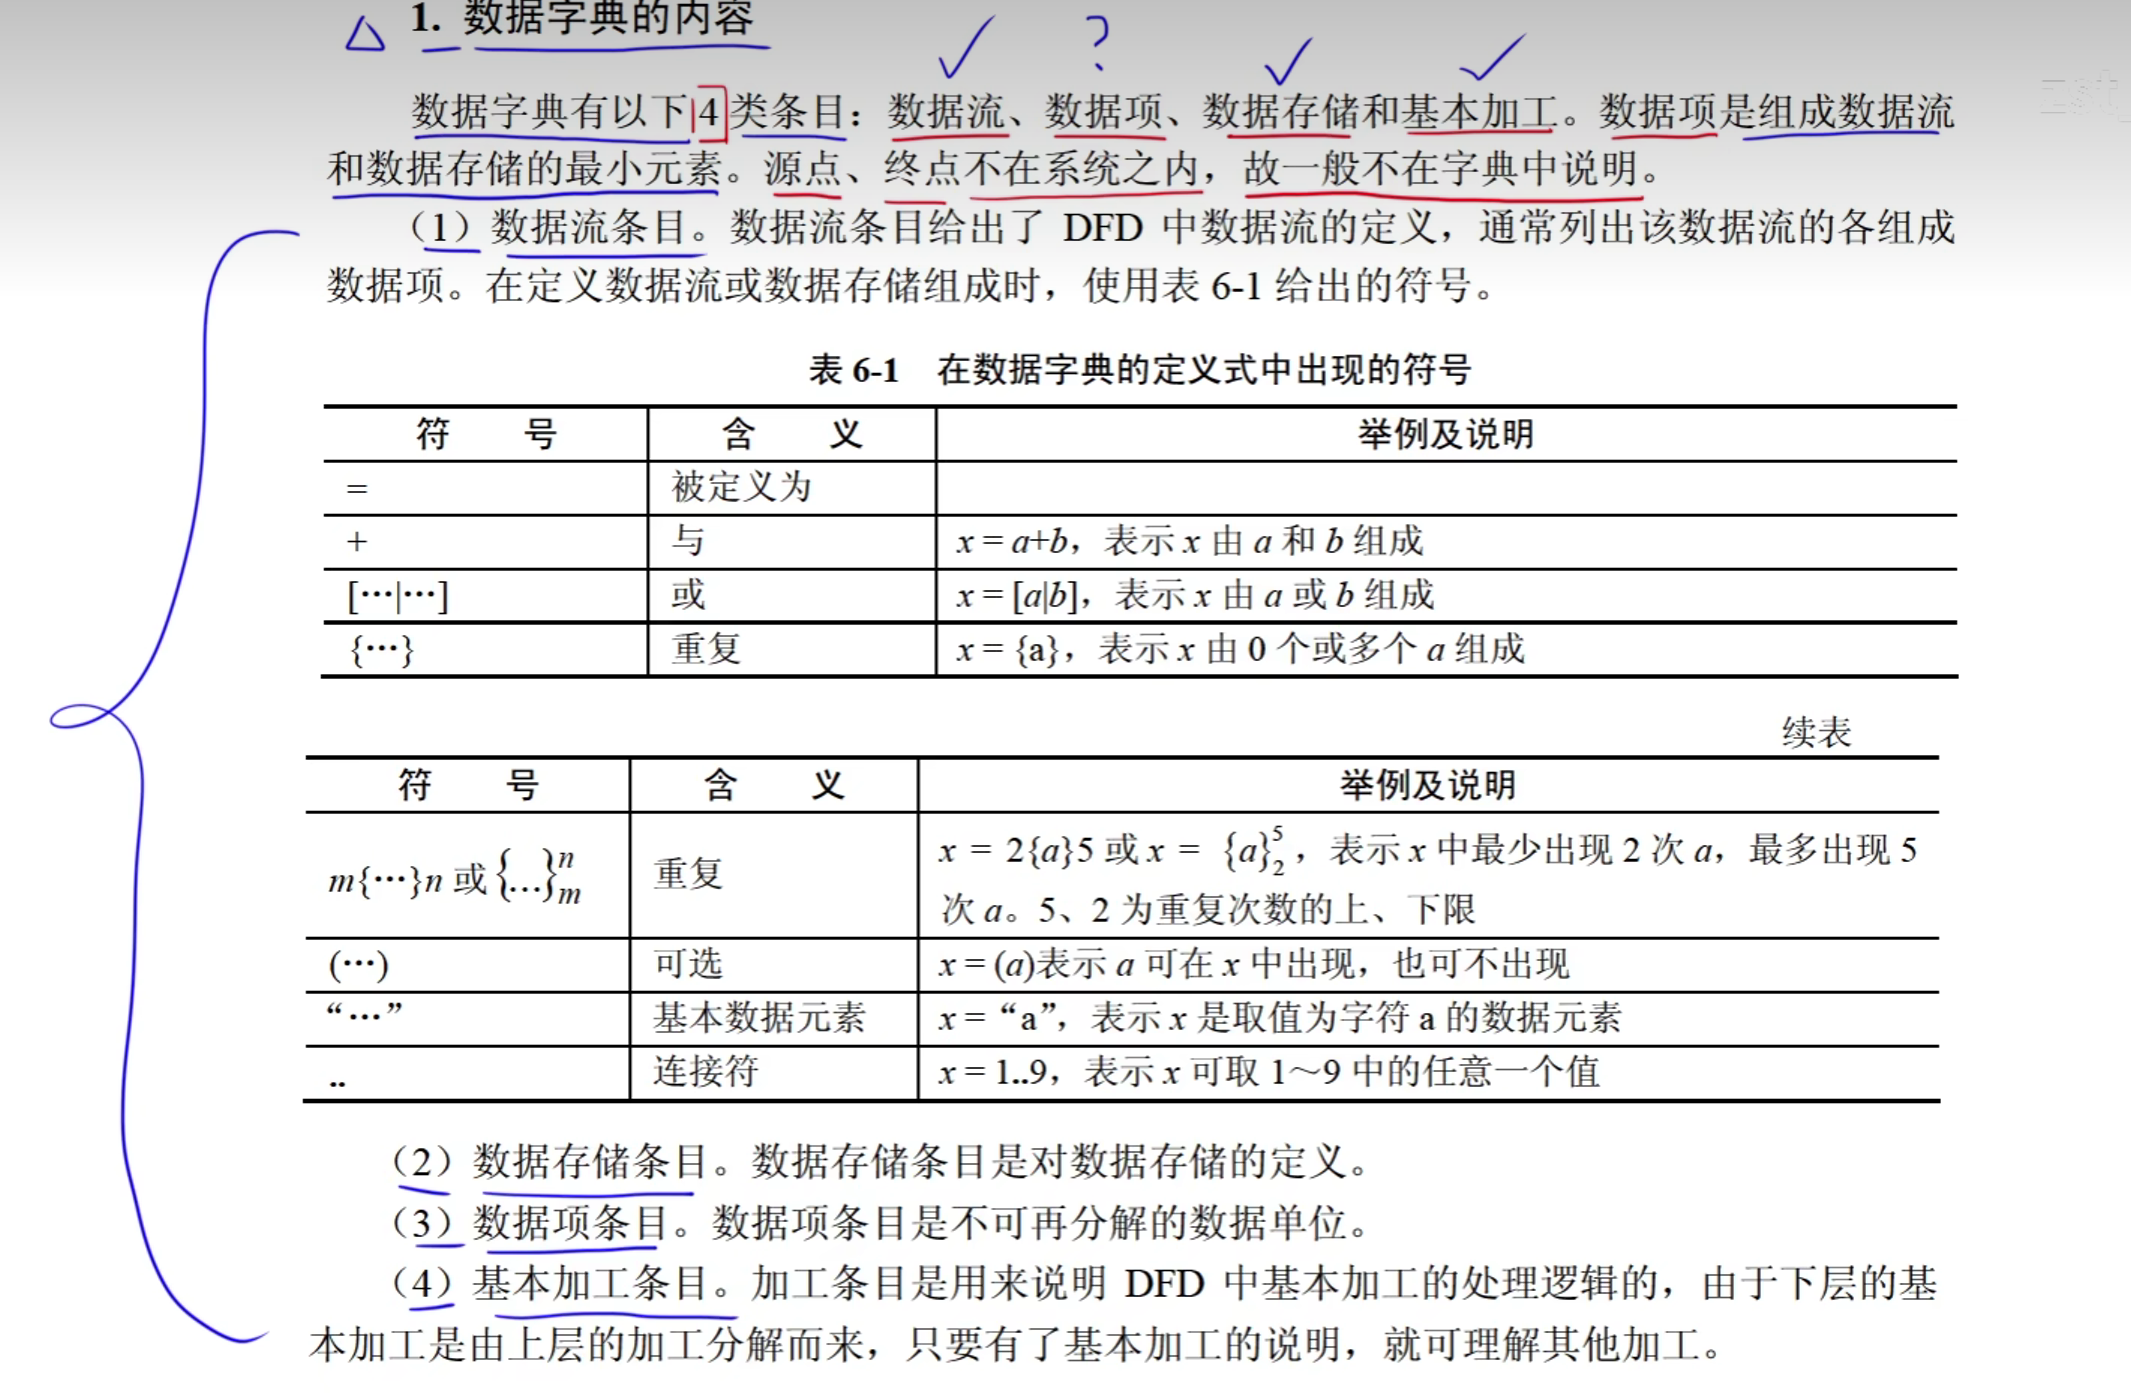 1. 数据字典的内容
?
数据字典有以下4类条目：数据流、数据项、数据存储和基本加工。数据项是组成数据流
和数据存储的最小元素。源点、终点不在系统之内，故一般不在字典中说明。
（1）数据流条目。数据流条目给出了 DFD 中数据流的定义，通常列出该数据流的各组成
数据项。在定义数据流或数据存储组成时，使用表 6-1 给出的符号。
表 6-1 在数据字典的定义式中出现的符号
符 号 含 义 举例及说明
= 被定义为
+ 与 x = a+b，表示 x 由 a 和 b 组成
[···|···] 或 x = [a|b]，表示 x 由 a 或 b 组成
{···} 重复 x = {a}，表示 x 由 0 个或多个 a 组成
续表
符 号 含 义 举例及说明
m{···}n 或 {...}ⁿₘ 重复 x = 2{a}5 或 x = {a}⁵₂，表示 x 中最少出现 2 次 a，最多出现 5
次 a。5、2 为重复次数的上、下限
(···) 可选 x = (a)表示 a 可在 x 中出现，也可不出现
“···” 基本数据元素 x = “a”，表示 x 是取值为字符 a 的数据元素
.. 连接符 x = 1..9，表示 x 可取 1～9 中的任意一个值
（2）数据存储条目。数据存储条目是对数据存储的定义。
（3）数据项条目。数据项条目是不可再分解的数据单位。
（4）基本加工条目。加工条目是用来说明 DFD 中基本加工的处理逻辑的，由于下层的基
本加工是由上层的加工分解而来，只要有了基本加工的说明，就可理解其他加工。